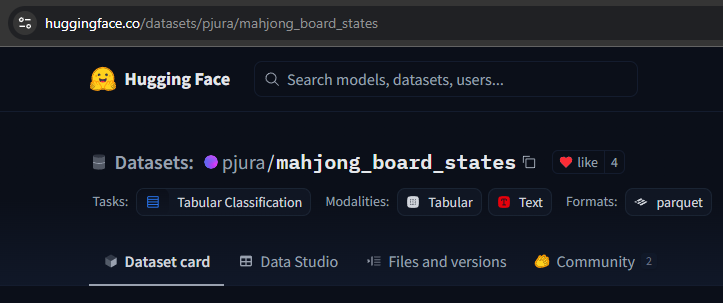 huggingface.co/datasets/pjura/mahjong_board_states
Hugging Face Search models, datasets, users...
Datasets: pjura/mahjong_board_states like 4
Tasks: Tabular Classification Modalities: Tabular Text Formats: parquet
Dataset card Data Studio Files and versions Community 2